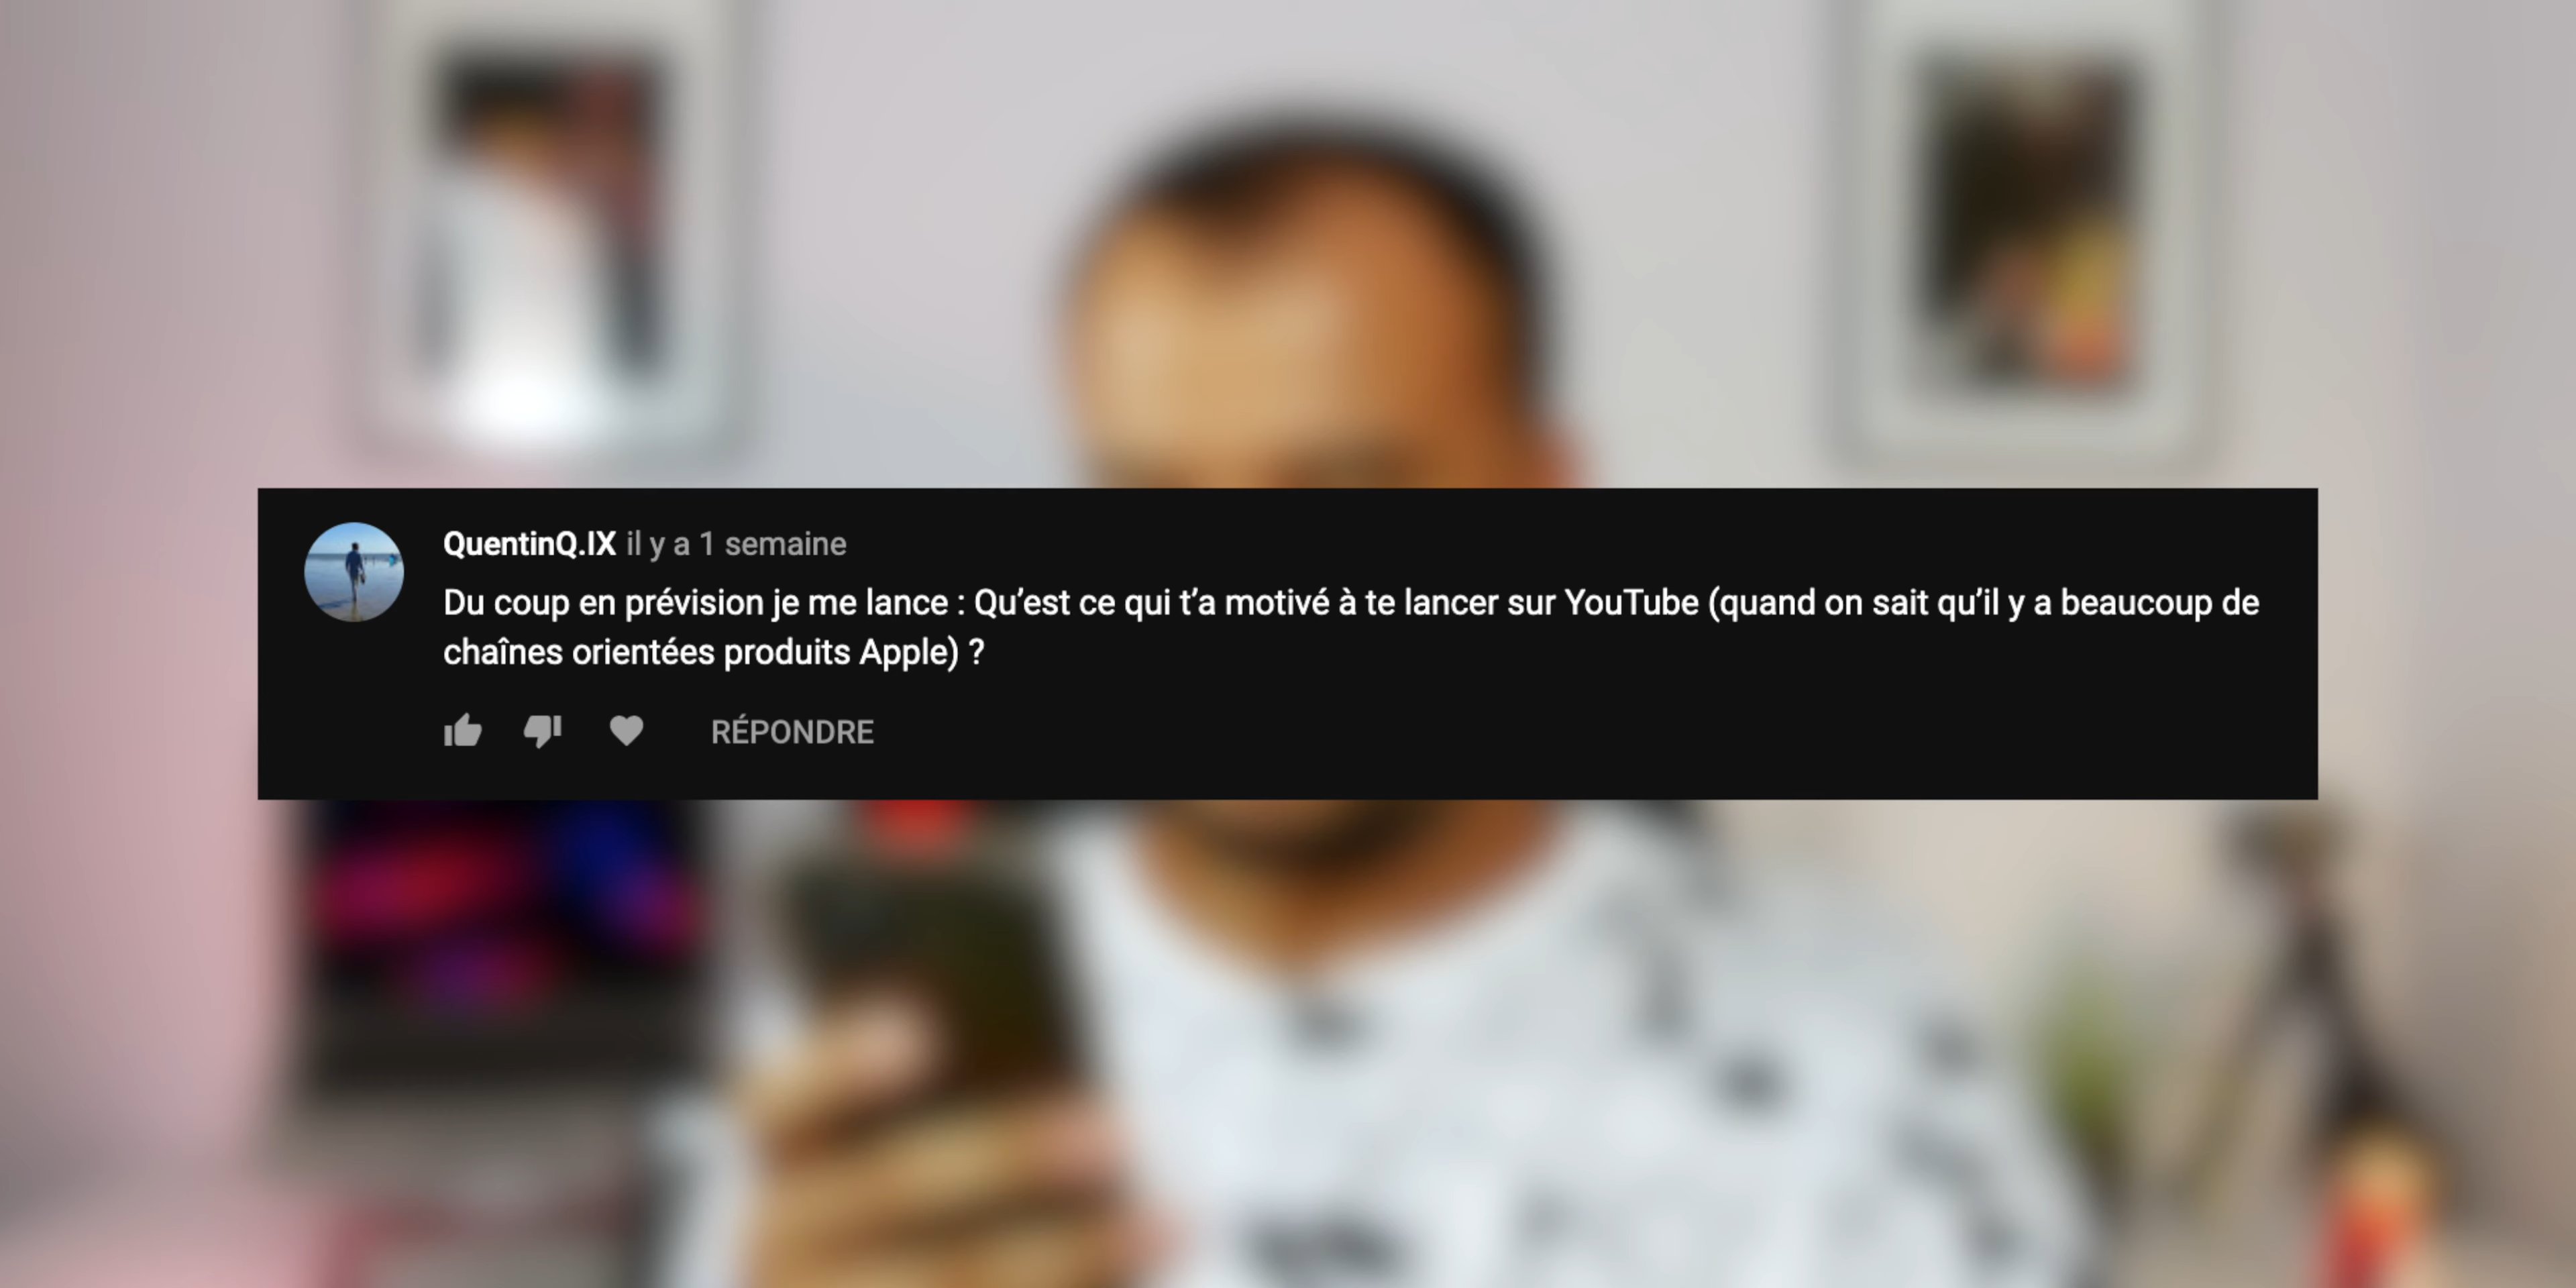 QuentinQ.IX il y a 1 semaine
Du coup en prévision je me lance : Qu’est ce qui t’a motivé à te lancer sur YouTube (quand on sait qu’il y a beaucoup de
chaînes orientées produits Apple) ?
RÉPONDRE